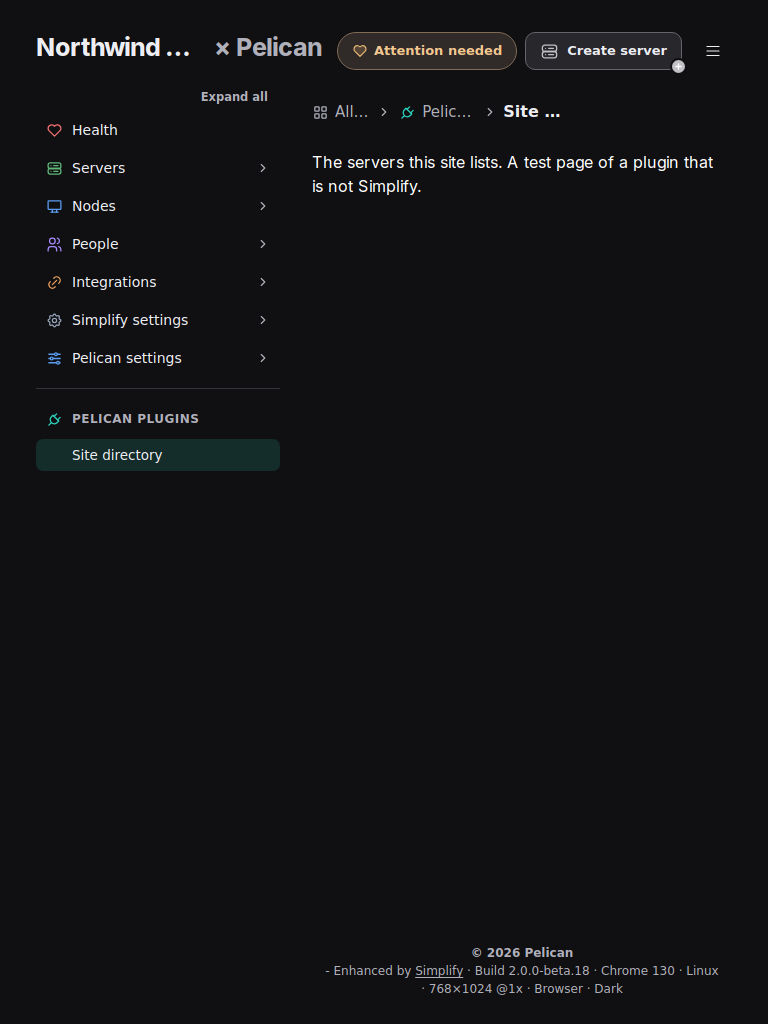 Northwind ... × Pelican
Attention needed
Create server
Expand all
Health
Servers
Nodes
People
Integrations
Simplify settings
Pelican settings
PELICAN PLUGINS
Site directory
All... > Pelic... > Site ...
The servers this site lists. A test page of a plugin that
is not Simplify.
© 2026 Pelican
- Enhanced by Simplify · Build 2.0.0-beta.18 · Chrome 130 · Linux
· 768×1024 @1x · Browser · Dark